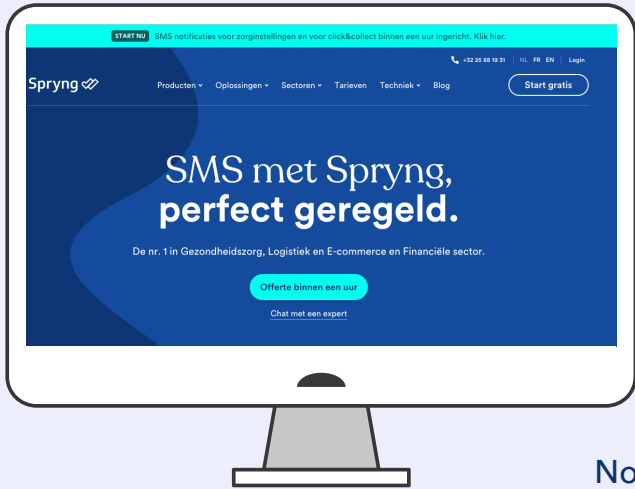 START NU SMS notificaties voor zorginstellingen en voor click&collect binnen een uur ingericht. Klik hier.
+32 25 88 19 31 NL FR EN Login
Spryng Producten Oplossingen Sectoren Tarieven Techniek Blog Start gratis
SMS met Spryng,
perfect geregeld.
De nr. 1 in Gezondheidszorg, Logistiek en E-commerce en Financiële sector.
Offerte binnen een uur
Chat met een expert
No